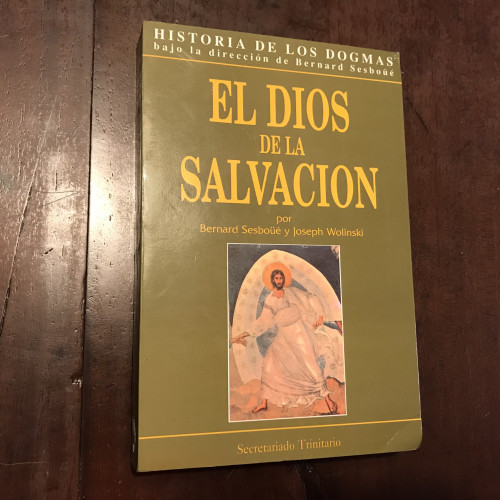 HISTORIA DE LOS DOGMAS
bajo la dirección de Bernard Sesboüé
EL DIOS
DE LA
SALVACION
por
Bernard Sesboüé y Joseph Wolinski
Secretariado Trinitario